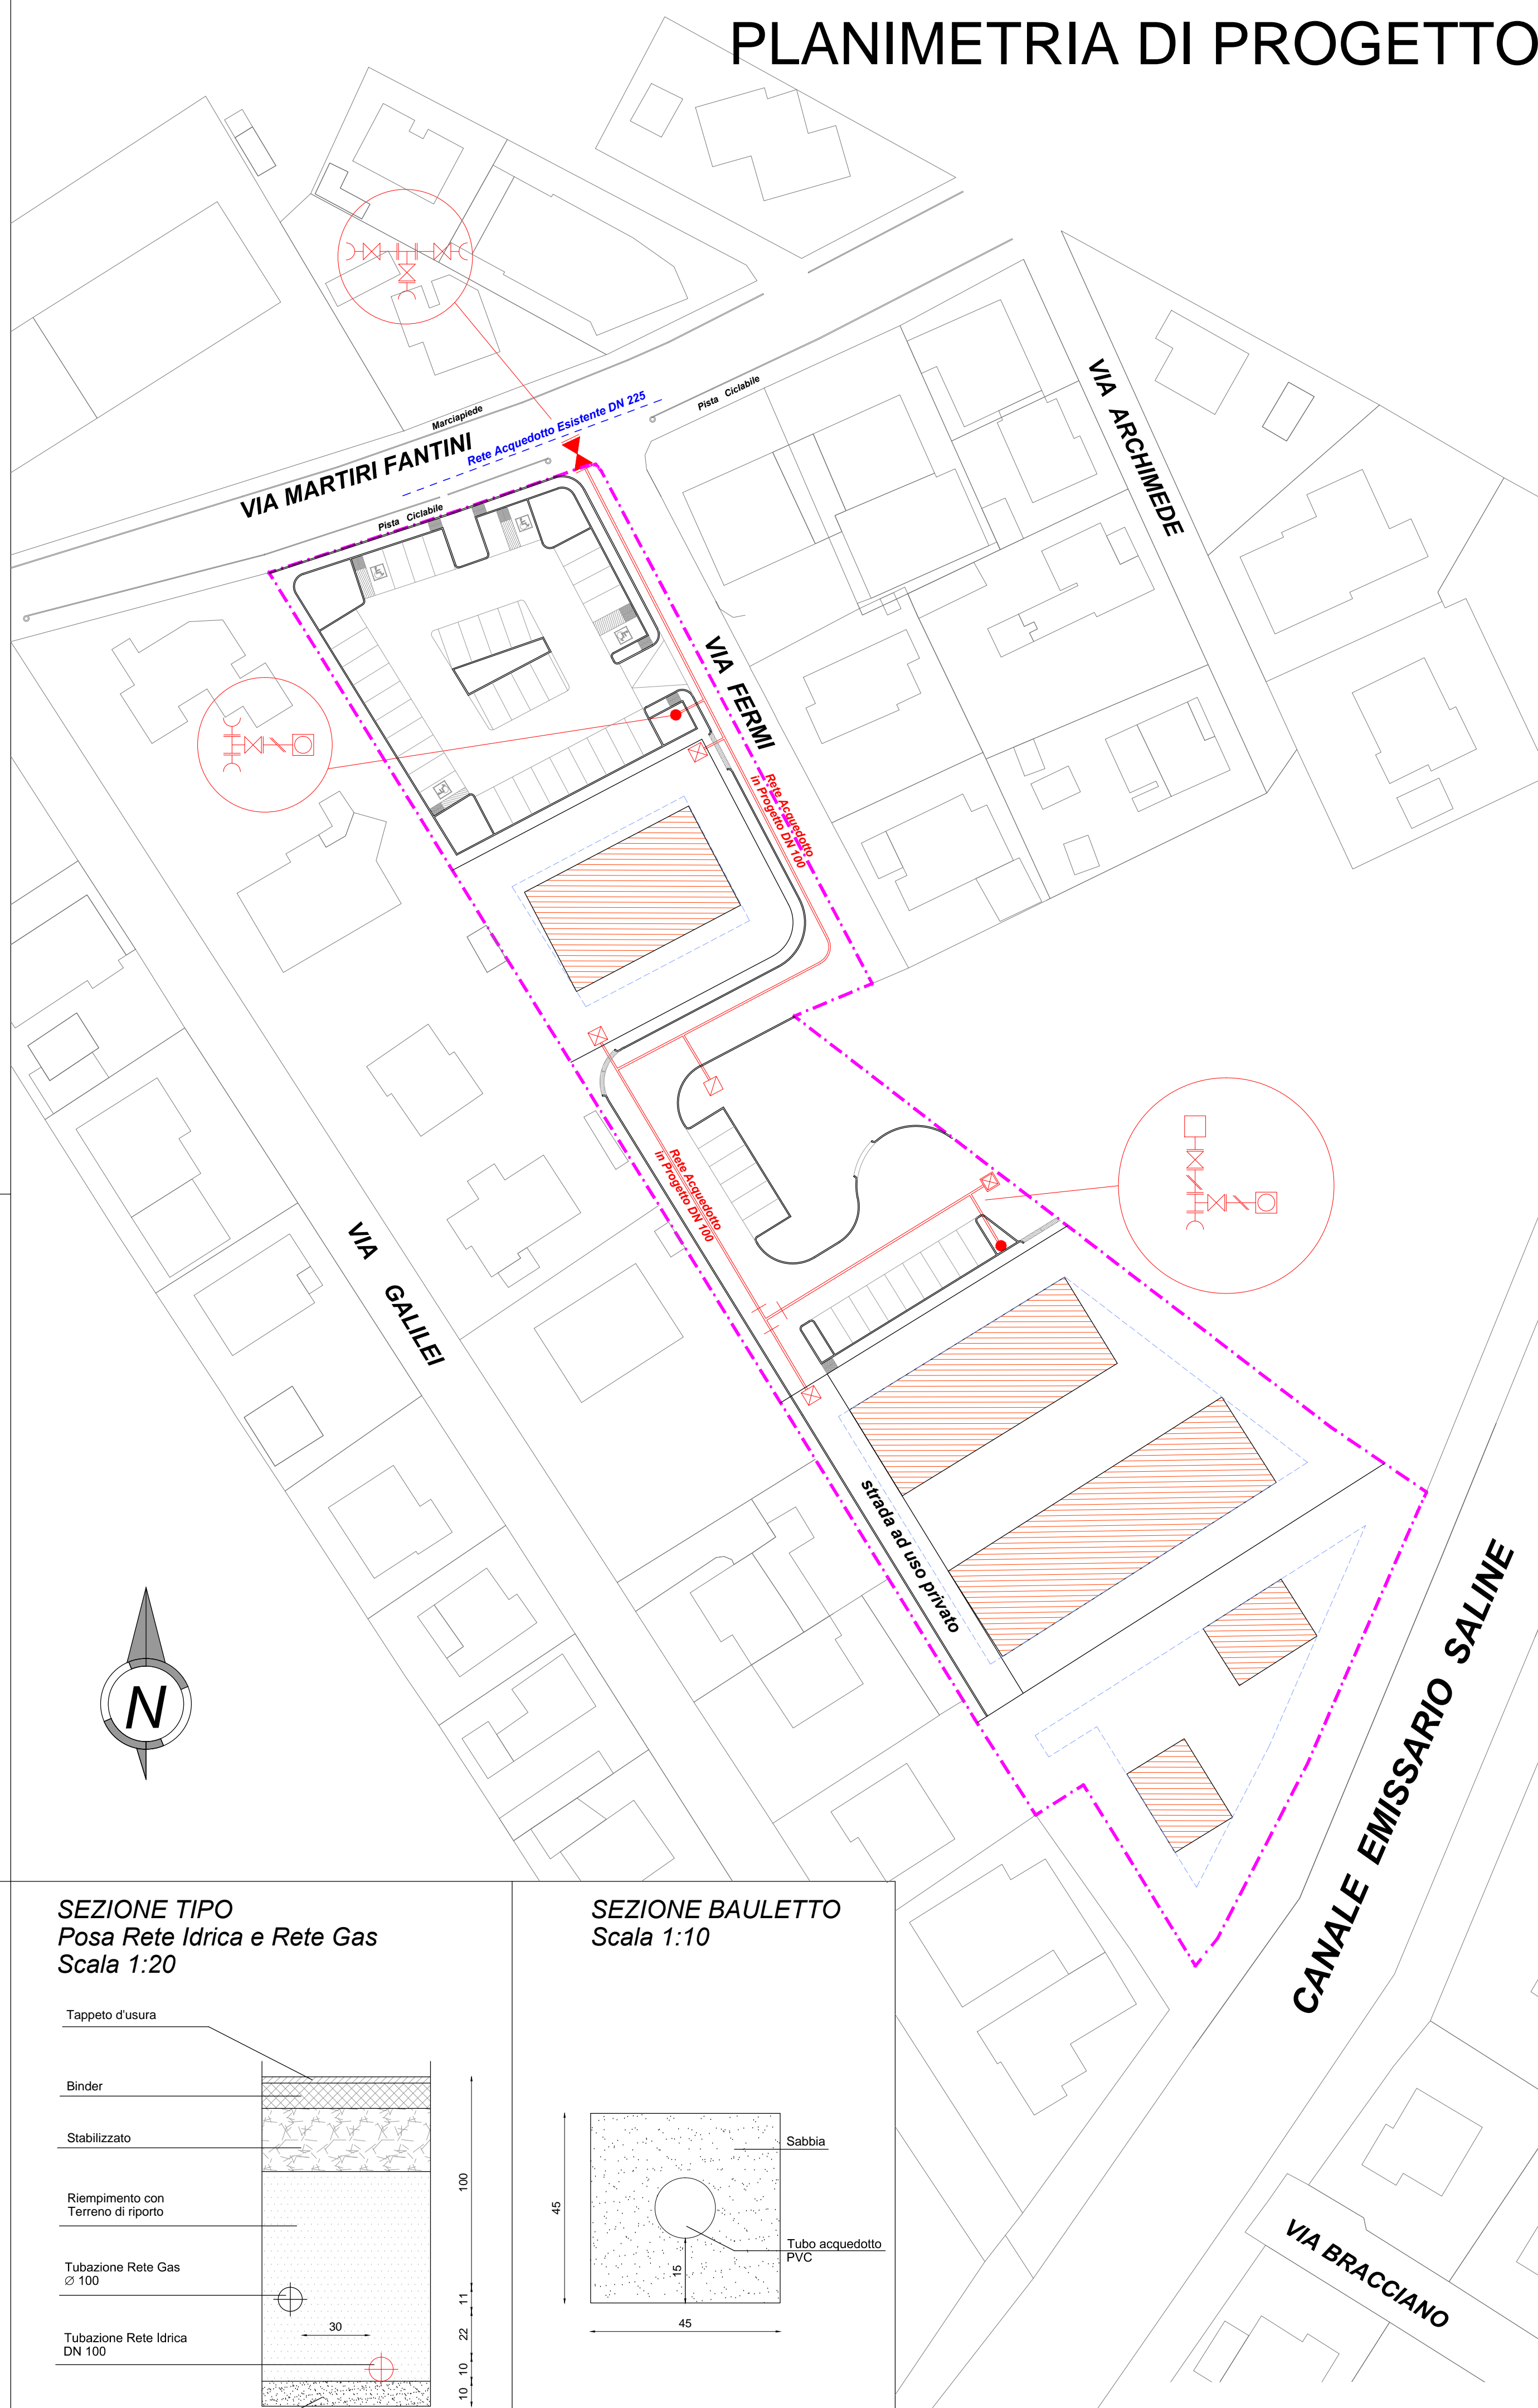 PLANIMETRIA DI PROGETTO
Marciapiede
Rete Acquedotto Esistente DN 225
Pista Ciclabile
VIA MARTIRI FANTINI
Pista Ciclabile
VIA ARCHIMEDE
VIA FERMI
Rete Acquedotto
in Progetto DN 100
Rete Acquedotto
in Progetto DN 100
VIA GALILEI
strada ad uso privato
CANALE EMISSARIO SALINE
N
VIA BRACCIANO
SEZIONE TIPO
Posa Rete Idrica e Rete Gas
Scala 1:20
Tappeto d'usura
Binder
Stabilizzato
Riempimento con
Terreno di riporto
Tubazione Rete Gas
∅ 100
Tubazione Rete Idrica
DN 100
30
100
11
22
10
10
SEZIONE BAULETTO
Scala 1:10
Sabbia
Tubo acquedotto
PVC
45
15
45